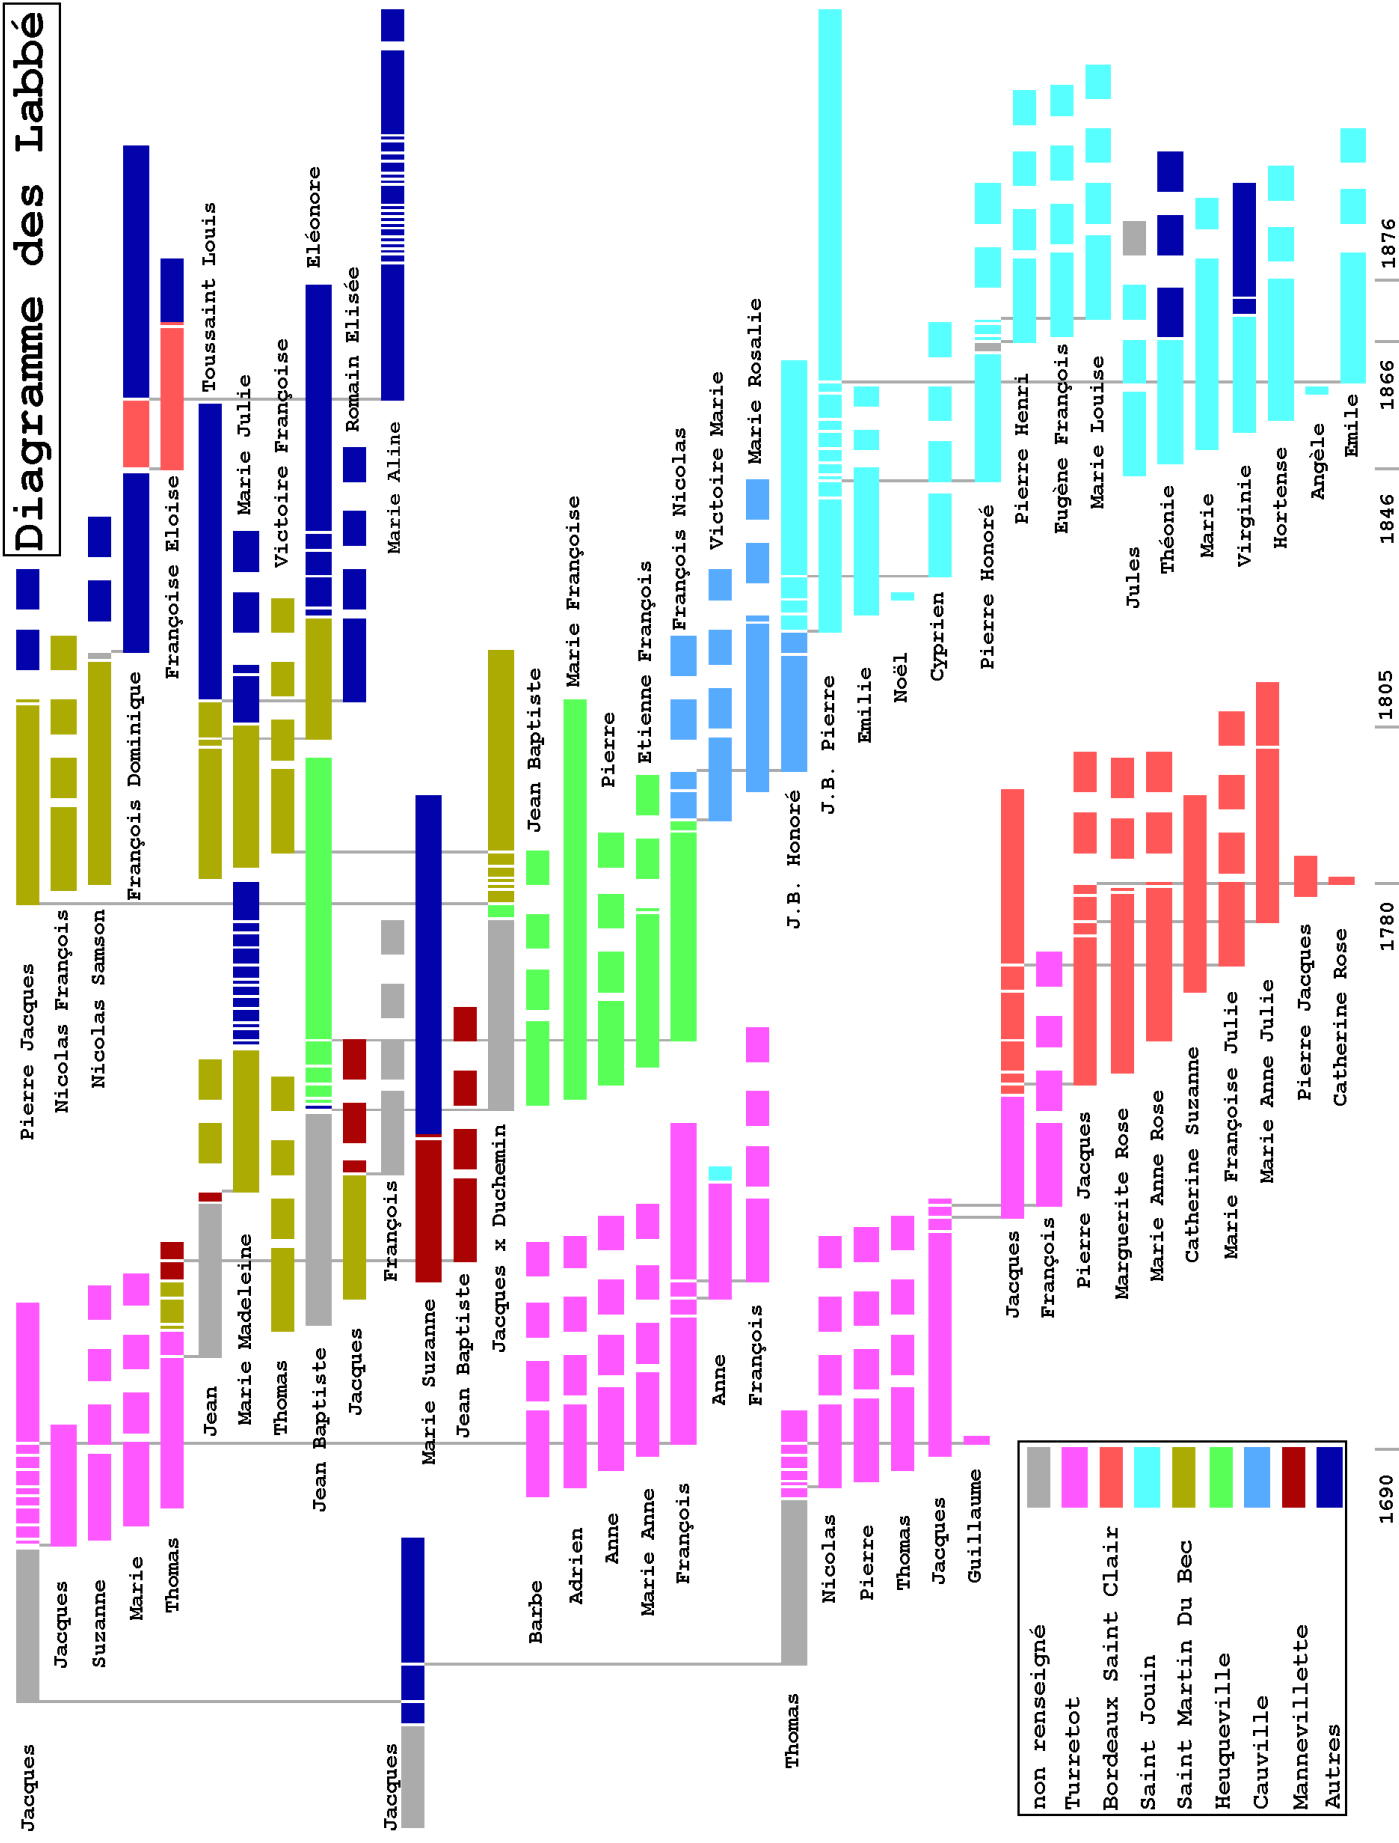 Diagramme des Labbé
Jacques
Pierre Jacques
Jacques
Nicolas François
Suzanne
Nicolas Samson
Marie
François Dominique
Thomas
Françoise Eloise
Jean
Toussaint Louis
Marie Madeleine
Marie Julie
Thomas
Victoire Françoise
Jean Baptiste
Eléonore
Jacques
Romain Elisée
Jacques
François
Marie Aline
Marie Suzanne
Jean Baptiste
Jacques x Duchemin
Barbe
Jean Baptiste
Adrien
Marie Françoise
Anne
Pierre
Marie Anne
Etienne François
François
François Nicolas
Anne
Victoire Marie
François
Marie Rosalie
Thomas
J.B. Honoré
Nicolas
J.B. Pierre
Pierre
Emilie
Thomas
Noël
Jacques
Cyprien
Guillaume
Pierre Honoré
Jacques
Pierre Henri
François
Eugène François
Pierre Jacques
Marie Louise
Marguerite Rose
Jules
Marie Anne Rose
Théonie
Catherine Suzanne
Marie
Marie Françoise Julie
Virginie
Marie Anne Julie
Hortense
Pierre Jacques
Angèle
Catherine Rose
Emile
non renseigné
Turretot
Bordeaux Saint Clair
Saint Jouin
Saint Martin Du Bec
Heuqueville
Cauville
Mannevillette
Autres
1690
1780
1805
1846
1866
1876